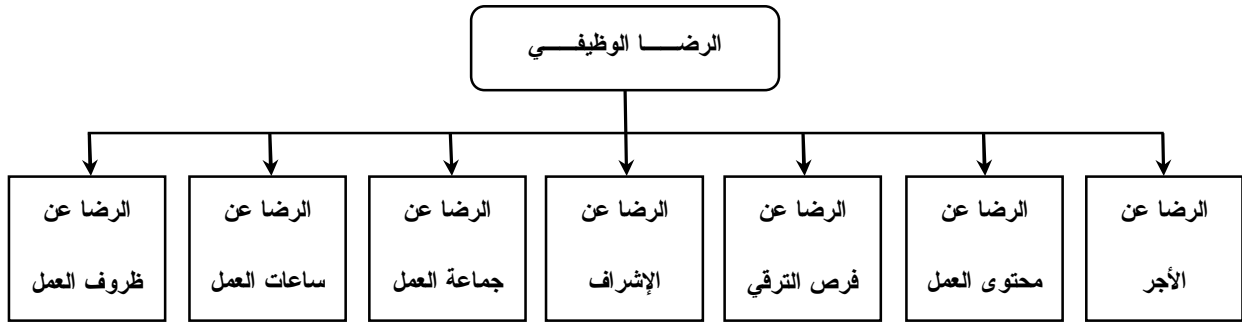 الرضـــــا الوظيفـــــي
الرضا عن
الأجر
الرضا عن
محتوى العمل
الرضا عن
فرص الترقي
الرضا عن
الإشراف
الرضا عن
جماعة العمل
الرضا عن
ساعات العمل
الرضا عن
ظروف العمل